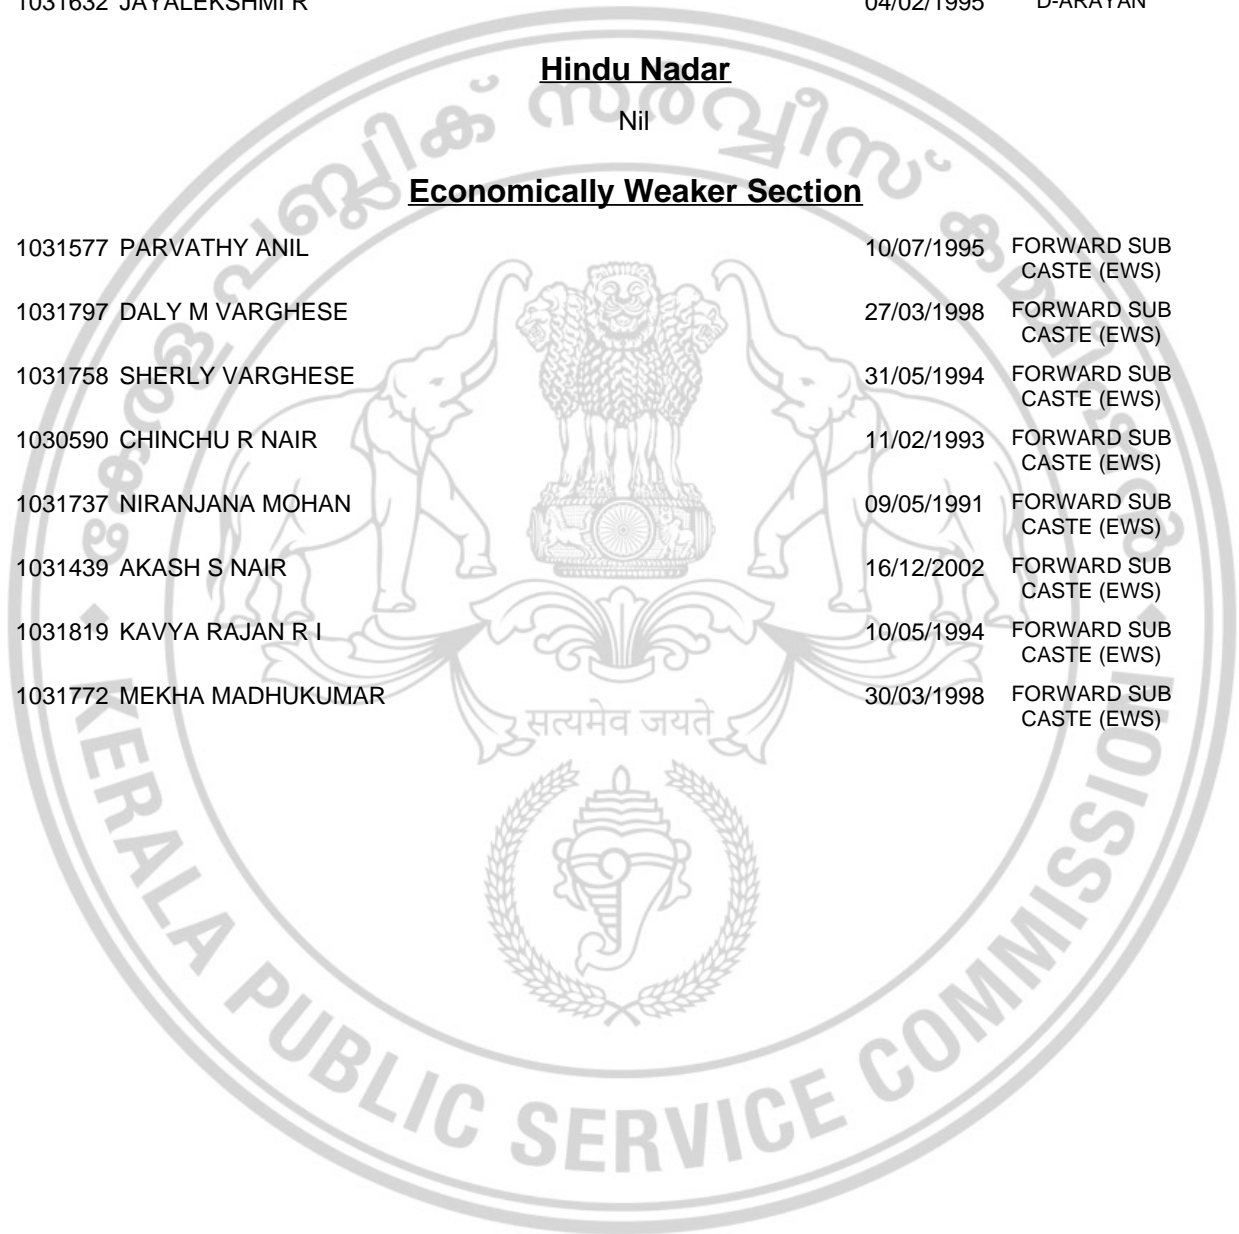 1031632 JAYALEKSHMI R 04/02/1995 D-ARAYAN
Hindu Nadar
Nil
Economically Weaker Section
1031577 PARVATHY ANIL 10/07/1995 FORWARD SUB
CASTE (EWS)
1031797 DALY M VARGHESE 27/03/1998 FORWARD SUB
CASTE (EWS)
1031758 SHERLY VARGHESE 31/05/1994 FORWARD SUB
CASTE (EWS)
1030590 CHINCHU R NAIR 11/02/1993 FORWARD SUB
CASTE (EWS)
1031737 NIRANJANA MOHAN 09/05/1991 FORWARD SUB
CASTE (EWS)
1031439 AKASH S NAIR 16/12/2002 FORWARD SUB
CASTE (EWS)
1031819 KAVYA RAJAN R I 10/05/1994 FORWARD SUB
CASTE (EWS)
1031772 MEKHA MADHUKUMAR 30/03/1998 FORWARD SUB
CASTE (EWS)
കേരള പബ്ലിക് സർവ്വീസ് കമ്മീഷൻ
सत्यमेव जयते
KERALA PUBLIC SERVICE COMMISSION